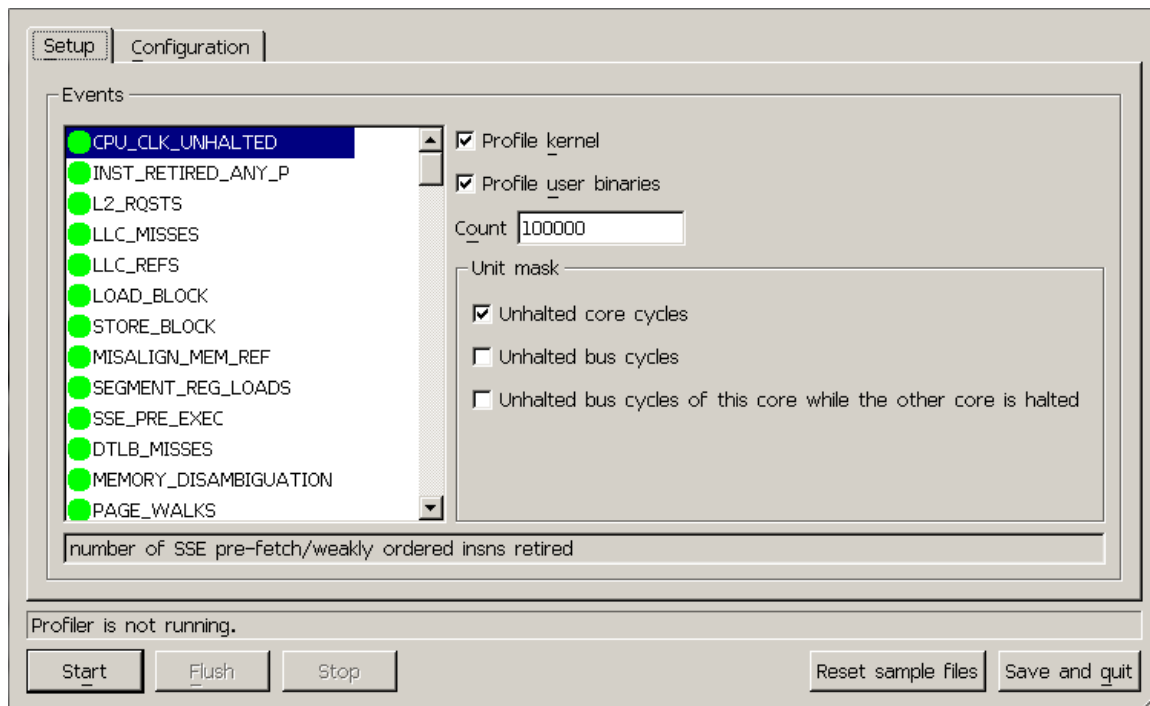 Setup Configuration
Events
CPU_CLK_UNHALTED
INST_RETIRED_ANY_P
L2_RQSTS
LLC_MISSES
LLC_REFS
LOAD_BLOCK
STORE_BLOCK
MISALIGN_MEM_REF
SEGMENT_REG_LOADS
SSE_PRE_EXEC
DTLB_MISSES
MEMORY_DISAMBIGUATION
PAGE_WALKS
Profile kernel
Profile user binaries
Count 100000
Unit mask
Unhalted core cycles
Unhalted bus cycles
Unhalted bus cycles of this core while the other core is halted
number of SSE pre-fetch/weakly ordered insns retired
Profiler is not running.
Start Flush Stop Reset sample files Save and quit